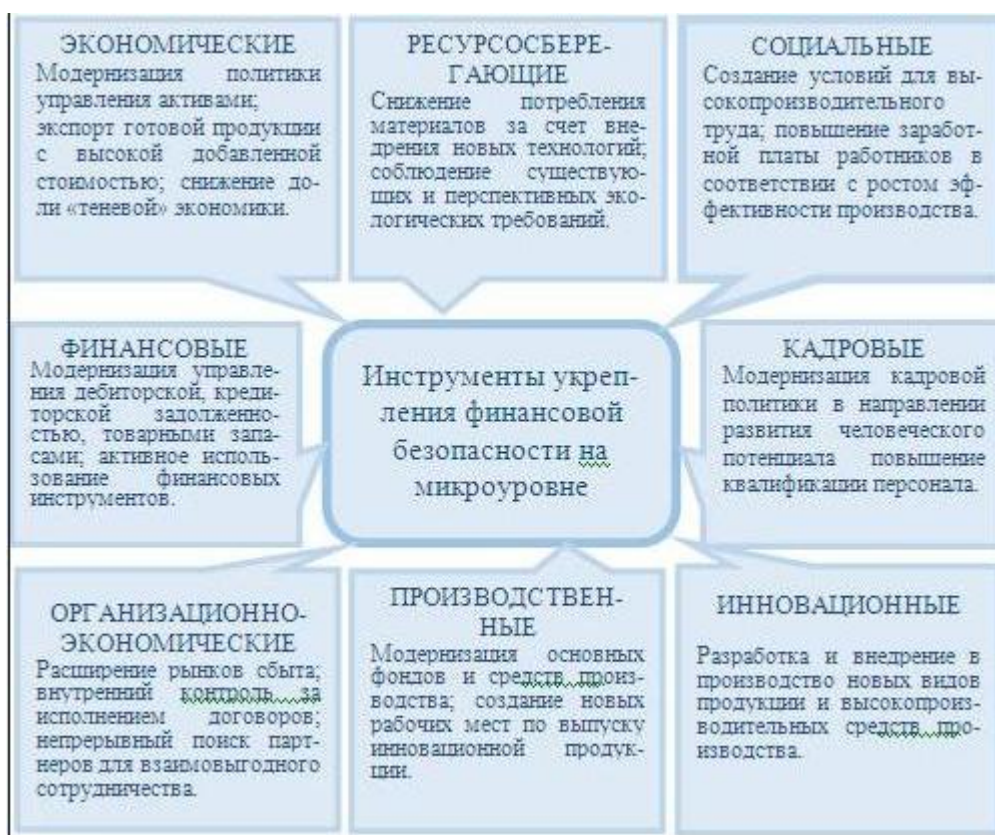 ЭКОНОМИЧЕСКИЕ
Модернизация политики
управления активами;
экспорт готовой продукции
с высокой добавленной
стоимостью; снижение до-
ли «теневой» экономики.
РЕСУРСОСБЕРЕ-
ГАЮЩИЕ
Снижение потребления
материалов за счет вне-
дрения новых технологий;
соблюдение существую-
щих и перспективных эко-
логических требований.
СОЦИАЛЬНЫЕ
Создание условий для вы-
сокопроизводительного
труда; повышение заработ-
ной платы работников в
соответствии с ростом эф-
фективности производства.
ФИНАНСОВЫЕ
Модернизация управле-
ния дебиторской, креди-
торской задолженно-
стью, товарными запа-
сами; активное исполь-
зование финансовых
инструментов.
Инструменты укреп-
ления финансовой
безопасности на
микроуровне
КАДРОВЫЕ
Модернизация кадровой
политики в направлении
развития человеческого
потенциала повышение
квалификации персонала.
ОРГАНИЗАЦИОННО-
ЭКОНОМИЧЕСКИЕ
Расширение рынков сбыта;
внутренний контроль за
исполнением договоров;
непрерывный поиск парт-
неров для взаимовыгодного
сотрудничества.
ПРОИЗВОДСТВЕН-
НЫЕ
Модернизация основных
фондов и средств произ-
водства; создание новых
рабочих мест по выпуску
инновационной продук-
ции.
ИННОВАЦИОННЫЕ
Разработка и внедрение в
производство новых видов
продукции и высокопроиз-
водительных средств про-
изводства.